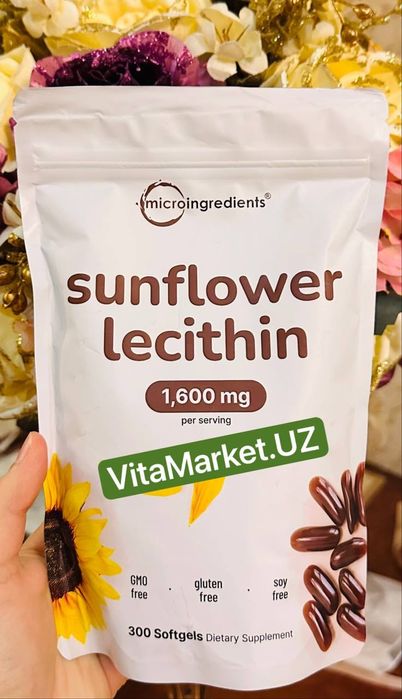 microingredients®
sunflower
lecithin
1,600 mg
per serving
VitaMarket.UZ
GMO free · gluten free · soy free
300 Softgels Dietary Supplement